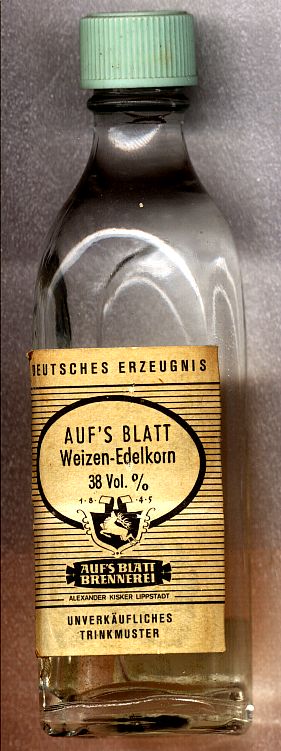 DEUTSCHES ERZEUGNIS
AUF'S BLATT
Weizen-Edelkorn
38 Vol. %
1·8 4·5
AUF'S BLATT
BRENNEREI
ALEXANDER KISKER LIPPSTADT
UNVERKÄUFLICHES
TRINKMUSTER